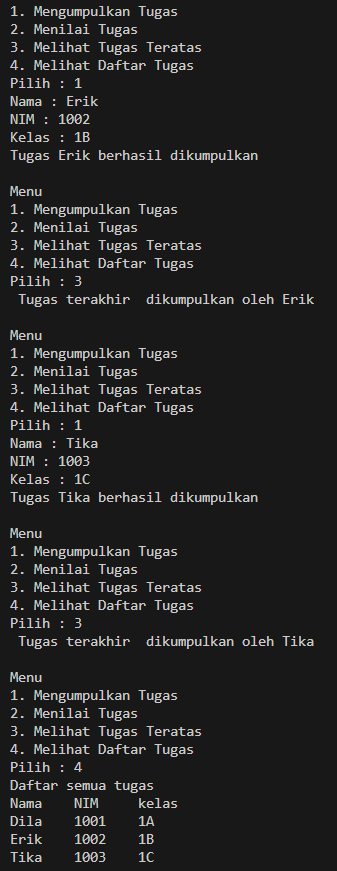 1. Mengumpulkan Tugas
2. Menilai Tugas
3. Melihat Tugas Teratas
4. Melihat Daftar Tugas
Pilih : 1
Nama : Erik
NIM : 1002
Kelas : 1B
Tugas Erik berhasil dikumpulkan

Menu
1. Mengumpulkan Tugas
2. Menilai Tugas
3. Melihat Tugas Teratas
4. Melihat Daftar Tugas
Pilih : 3
 Tugas terakhir  dikumpulkan oleh Erik

Menu
1. Mengumpulkan Tugas
2. Menilai Tugas
3. Melihat Tugas Teratas
4. Melihat Daftar Tugas
Pilih : 1
Nama : Tika
NIM : 1003
Kelas : 1C
Tugas Tika berhasil dikumpulkan

Menu
1. Mengumpulkan Tugas
2. Menilai Tugas
3. Melihat Tugas Teratas
4. Melihat Daftar Tugas
Pilih : 3
 Tugas terakhir  dikumpulkan oleh Tika

Menu
1. Mengumpulkan Tugas
2. Menilai Tugas
3. Melihat Tugas Teratas
4. Melihat Daftar Tugas
Pilih : 4
Daftar semua tugas
Nama    NIM     kelas
Dila    1001    1A
Erik    1002    1B
Tika    1003    1C